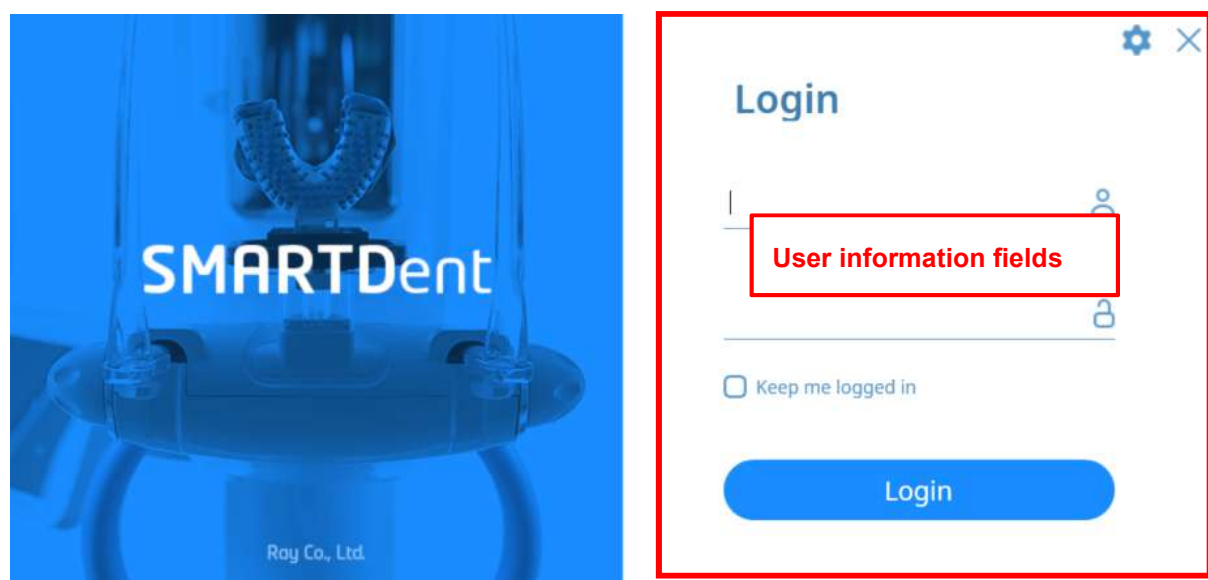 SMARTDent
Ray Co., Ltd.
Login
User information fields
Keep me logged in
Login